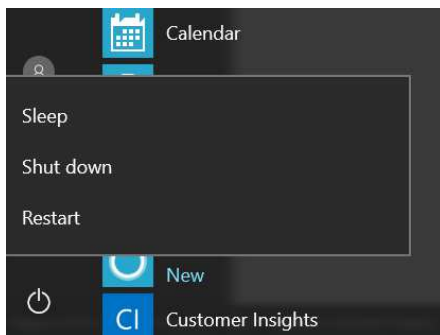 Calendar
Sleep
Shut down
Restart
New
CI Customer Insights